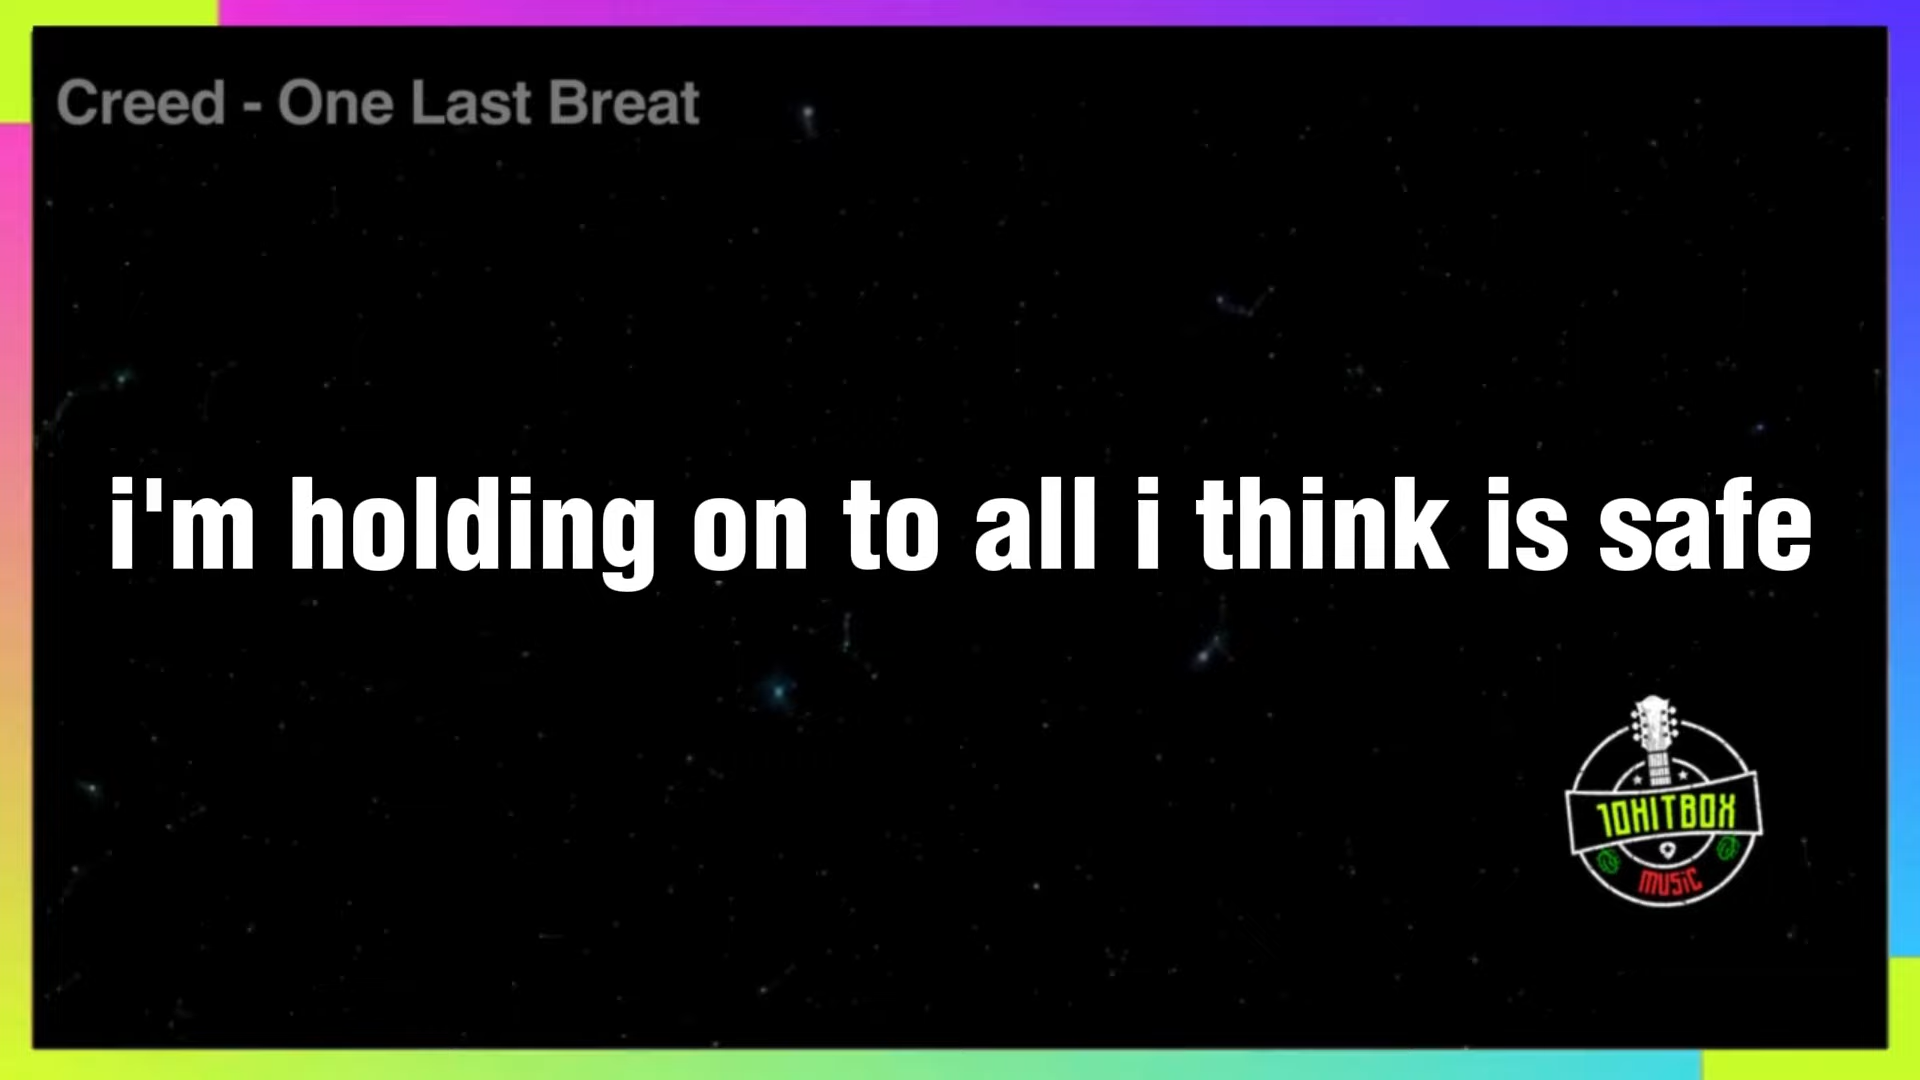 Creed - One Last Breat
i'm holding on to all i think is safe
10HITBOX
MUSIC